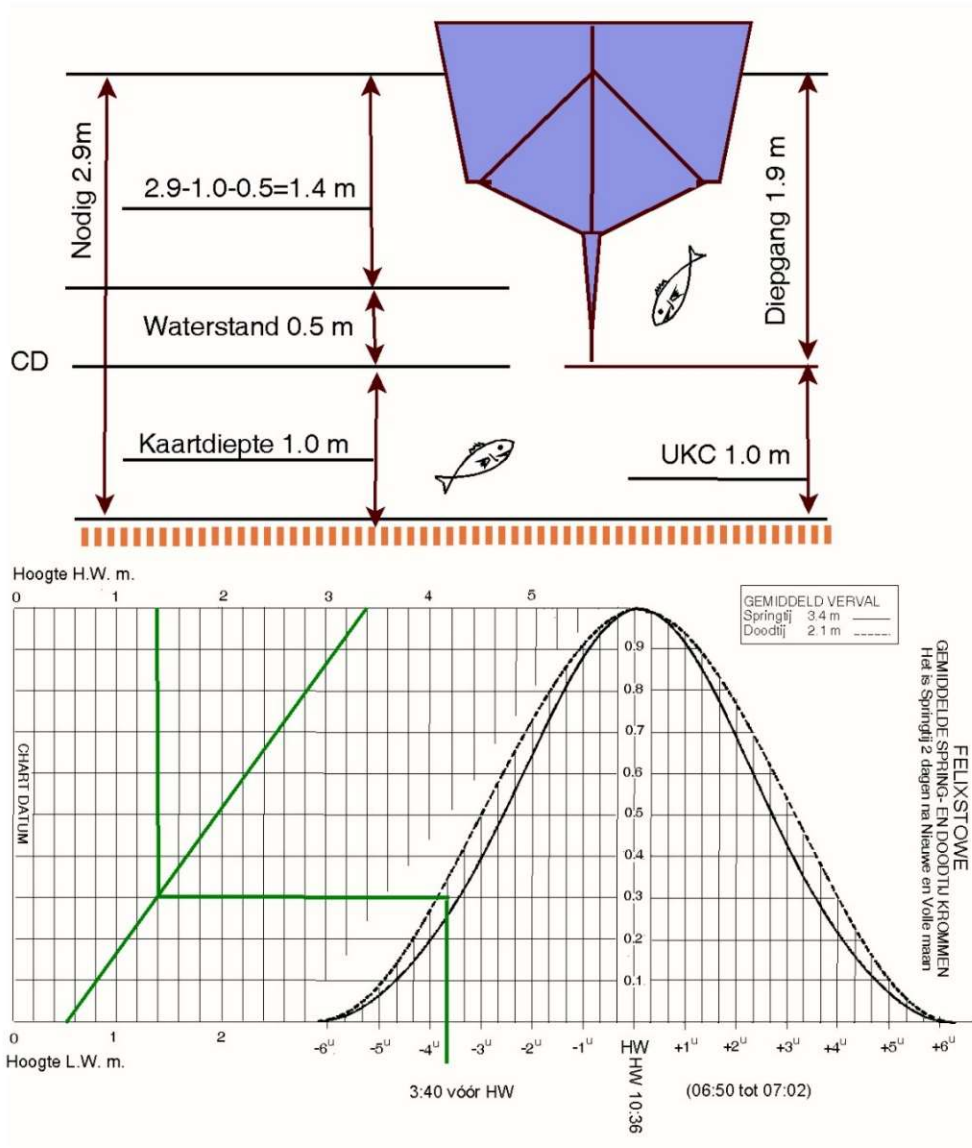 Nodig 2.9m
2.9-1.0-0.5=1.4 m
Diepgang 1.9 m
Waterstand 0.5 m
CD
Kaartdiepte 1.0 m
UKC 1.0 m
Hoogte H.W. m.
0 1 2 3 4 5
GEMIDDELD VERVAL
Springtij 3.4 m
Doodtij 2.1 m
FELIXSTOWE
GEMIDDELDE SPRING- EN DOODTIJ KROMMEN
Het is Springtij 2 dagen na Nieuwe en Volle maan
CHART DATUM
0.9
0.8
0.7
0.6
0.5
0.4
0.3
0.2
0.1
0 1 2 -6u -5u -4u -3u -2u -1u HW +1u +2u +3u +4u +5u +6u
Hoogte L.W. m.
3:40 vóór HW
HW 10:36
(06:50 tot 07:02)